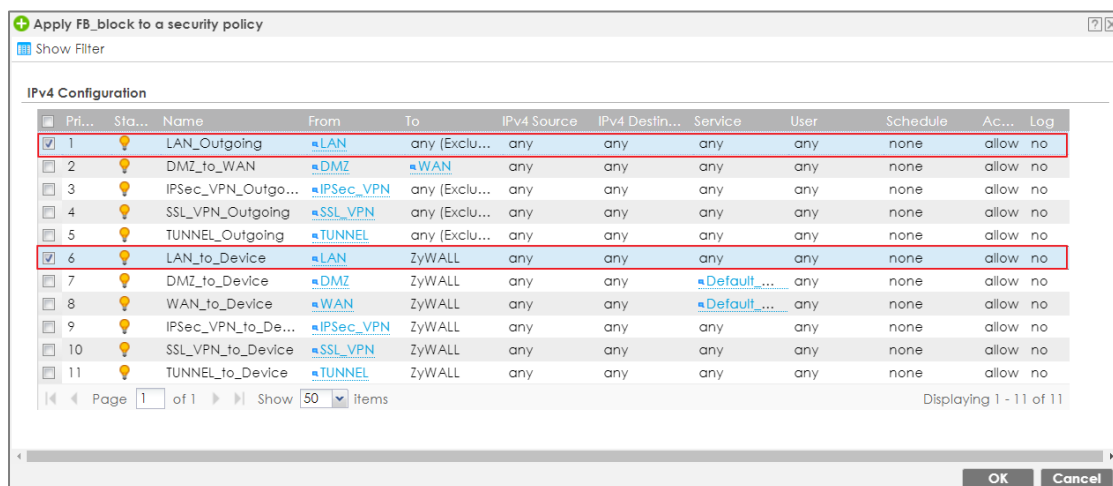 Apply FB_block to a security policy
Show Filter
IPv4 Configuration
Pri... Sta... Name From To IPv4 Source IPv4 Destin... Service User Schedule Ac... Log
1 LAN_Outgoing LAN any (Exclu... any any any any none allow no
2 DMZ_to_WAN DMZ WAN any any any any none allow no
3 IPSec_VPN_Outgo... IPSec_VPN any (Exclu... any any any any none allow no
4 SSL_VPN_Outgoing SSL_VPN any (Exclu... any any any any none allow no
5 TUNNEL_Outgoing TUNNEL any (Exclu... any any any any none allow no
6 LAN_to_Device LAN ZyWALL any any any any none allow no
7 DMZ_to_Device DMZ ZyWALL any any Default_... any none allow no
8 WAN_to_Device WAN ZyWALL any any Default_... any none allow no
9 IPSec_VPN_to_De... IPSec_VPN ZyWALL any any any any none allow no
10 SSL_VPN_to_Device SSL_VPN ZyWALL any any any any none allow no
11 TUNNEL_to_Device TUNNEL ZyWALL any any any any none allow no
Page 1 of 1 Show 50 items Displaying 1 - 11 of 11
OK Cancel